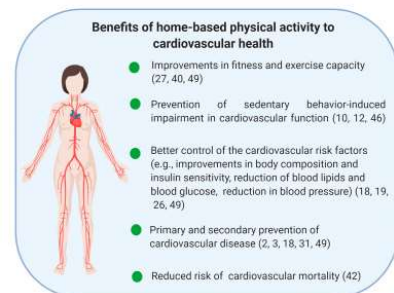 Benefits of home-based physical activity to
cardiovascular health
Improvements in fitness and exercise capacity
(27, 40, 49)
Prevention of sedentary behavior-induced
impairment in cardiovascular function (10, 12, 46)
Better control of the cardiovascular risk factors
(e.g., improvements in body composition and
insulin sensitivity, reduction of blood lipids and
blood glucose, reduction in blood pressure) (18, 19,
26, 49)
Primary and secondary prevention of
cardiovascular disease (2, 3, 18, 31, 49)
Reduced risk of cardiovascular mortality (42)